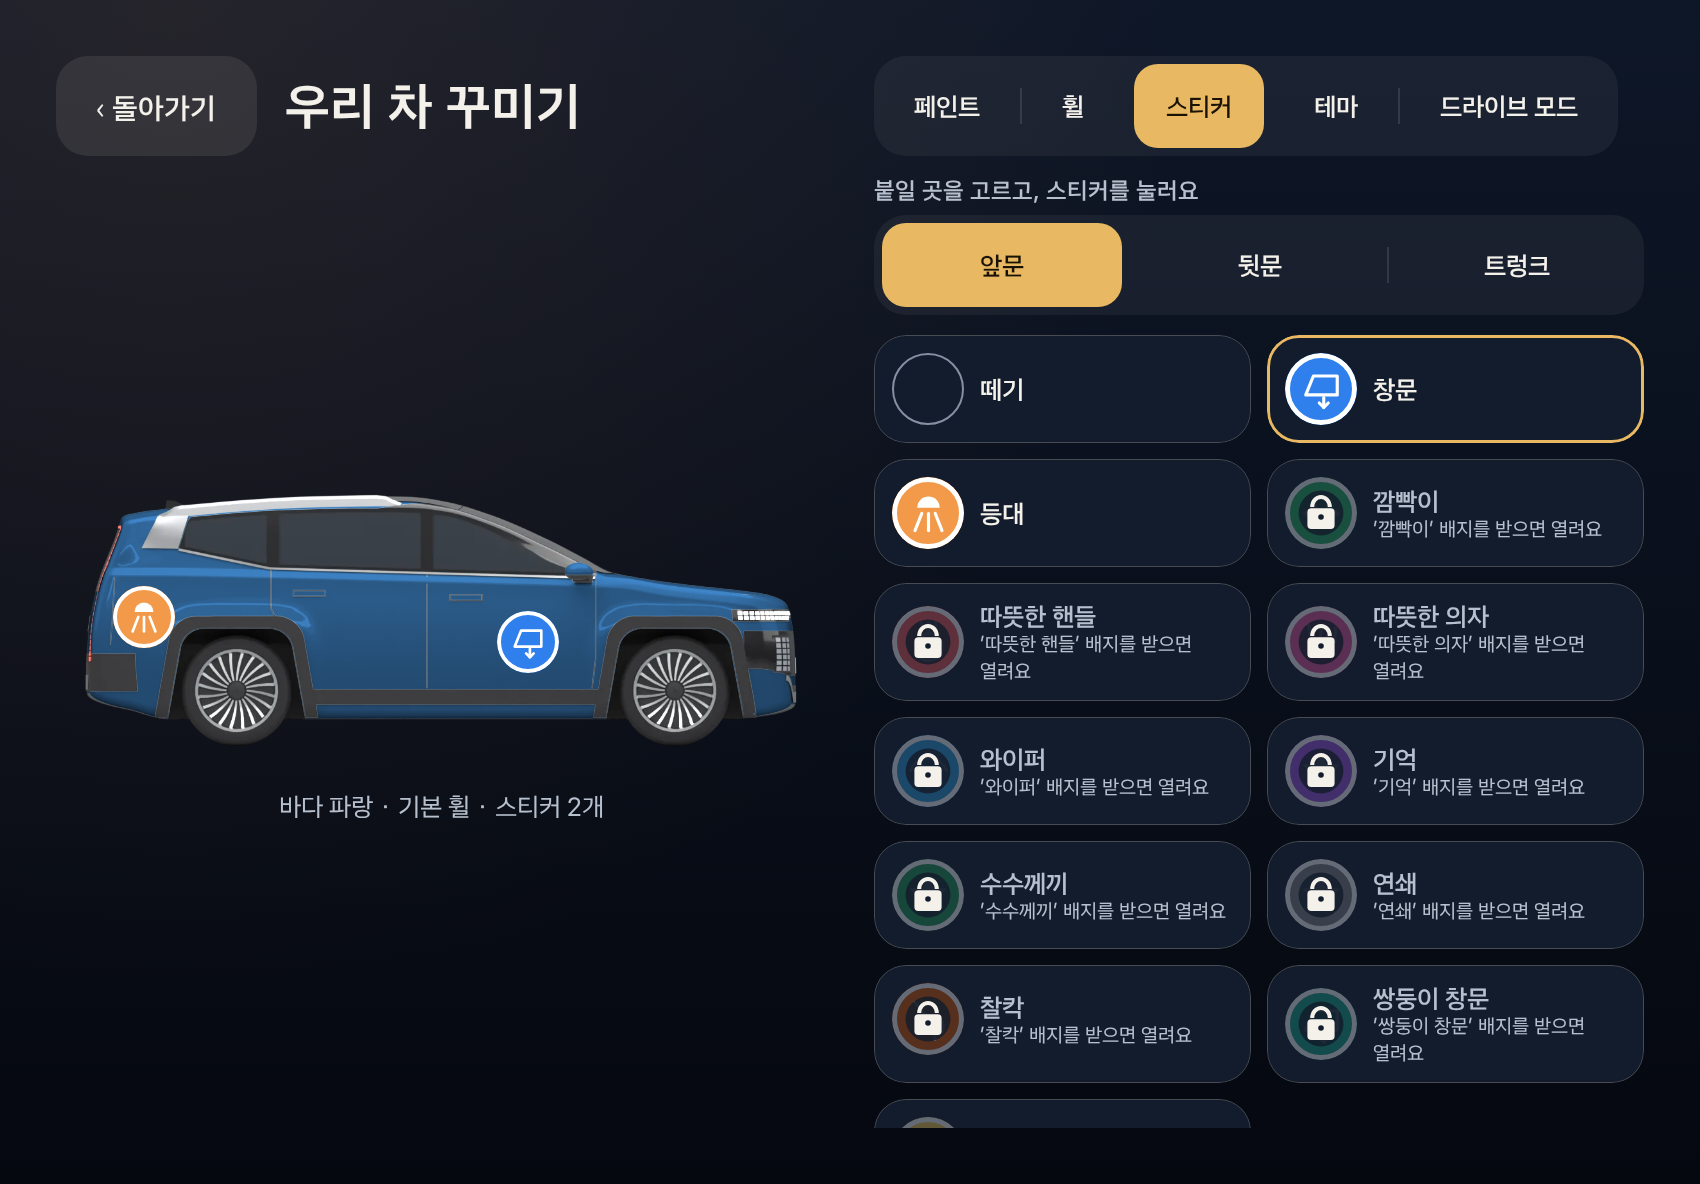 ‹ 돌아가기
우리 차 꾸미기
페인트
휠
스티커
테마
드라이브 모드
붙일 곳을 고르고, 스티커를 눌러요
앞문
뒷문
트렁크
떼기
창문
등대
깜빡이
'깜빡이' 배지를 받으면 열려요
따뜻한 핸들
'따뜻한 핸들' 배지를 받으면
열려요
따뜻한 의자
'따뜻한 의자' 배지를 받으면
열려요
와이퍼
'와이퍼' 배지를 받으면 열려요
기억
'기억' 배지를 받으면 열려요
수수께끼
'수수께끼' 배지를 받으면 열려요
연쇄
'연쇄' 배지를 받으면 열려요
찰칵
'찰칵' 배지를 받으면 열려요
쌍둥이 창문
'쌍둥이 창문' 배지를 받으면
열려요
바다 파랑 · 기본 휠 · 스티커 2개